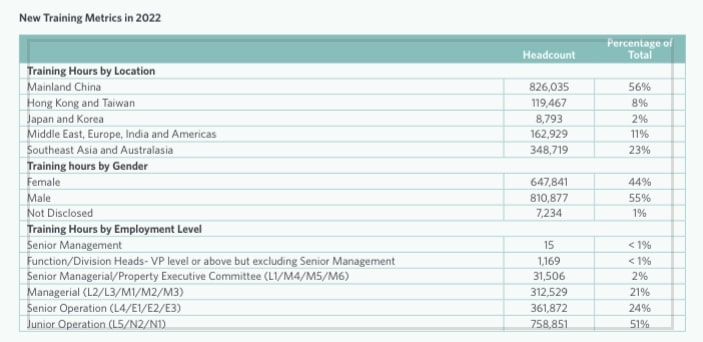 New Training Metrics in 2022
Headcount Percentage of Total
Training Hours by Location
Mainland China 826,035 56%
Hong Kong and Taiwan 119,467 8%
Japan and Korea 8,793 2%
Middle East, Europe, India and Americas 162,929 11%
Southeast Asia and Australasia 348,719 23%
Training hours by Gender
Female 647,841 44%
Male 810,877 55%
Not Disclosed 7,234 1%
Training Hours by Employment Level
Senior Management 15 < 1%
Function/Division Heads- VP level or above but excluding Senior Management 1,169 < 1%
Senior Managerial/Property Executive Committee (L1/M4/M5/M6) 31,506 2%
Managerial (L2/L3/M1/M2/M3) 312,529 21%
Senior Operation (L4/E1/E2/E3) 361,872 24%
Junior Operation (L5/N2/N1) 758,851 51%